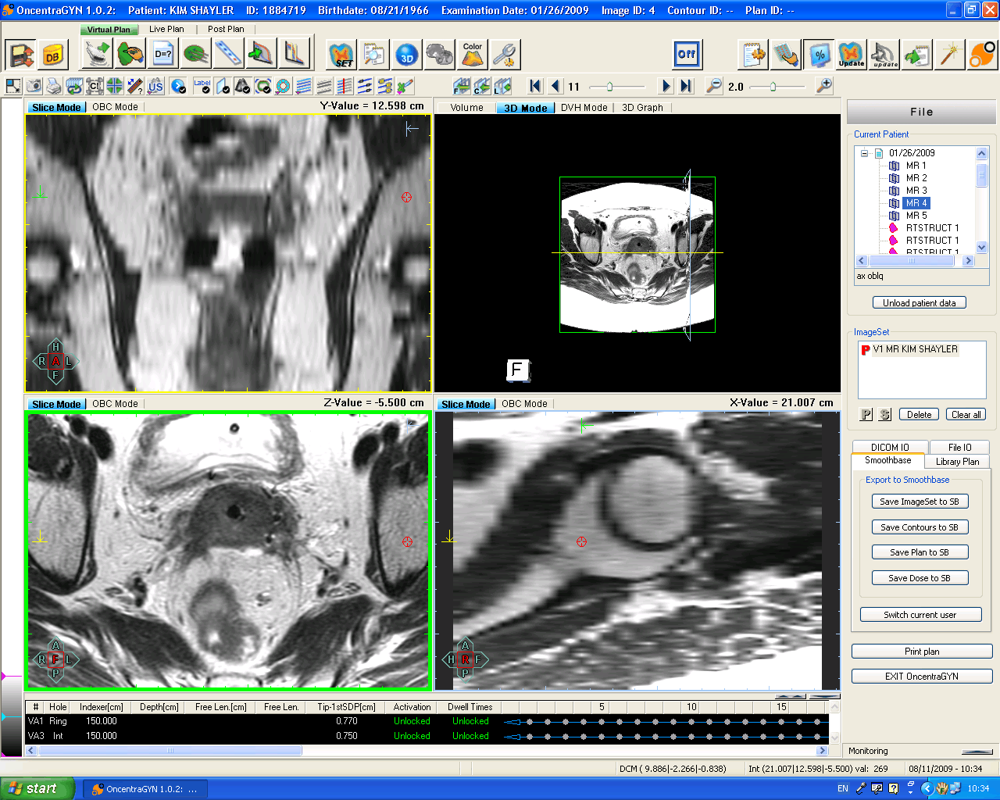 OncentraGYN 1.0.2: Patient: KIM SHAYLER ID: 1884719 Birthdate: 08/21/1966 Examination Date: 01/26/2009 Image ID: 4 Contour ID: -- Plan ID: --
Virtual Plan Live Plan Post Plan
DB D=? SET 3D Color Off % Update update
CI US Label F C L 11 2.0
Slice Mode OBC Mode Y-Value = 12.598 cm
Volume 3D Mode DVH Mode 3D Graph
File
Current Patient
01/26/2009
MR 1
MR 2
MR 3
MR 4
MR 5
RTSTRUCT 1
RTSTRUCT 1
RTSTRUCT 1
ax oblq
Unload patient data
ImageSet
P V1 MR KIM SHAYLER
P S Delete Clear all
H
R A L
F
F
Slice Mode OBC Mode Z-Value = -5.500 cm
Slice Mode OBC Mode X-Value = 21.007 cm
DICOM IO File IO
Smoothbase Library Plan
Export to Smoothbase
Save ImageSet to SB
Save Contours to SB
Save Plan to SB
Save Dose to SB
Switch current user
Print plan
EXIT OncentraGYN
A
R F L
P
A
H R F
P
# Hole Indexer[cm] Depth[cm] Free Len.[cm] Free Len. Tip-1stSDP[cm] Activation Dwell Times 5 10 15
VA1 Ring 150.000 0.770 Unlocked Unlocked
VA3 Int 150.000 0.750 Unlocked Unlocked
Monitoring
DCM ( 9.886|-2.266|-0.838) Int (21.007|12.598|-5.500) val: 269 08/11/2009 - 10:34
start OncentraGYN 1.0.2: ... EN 10:34